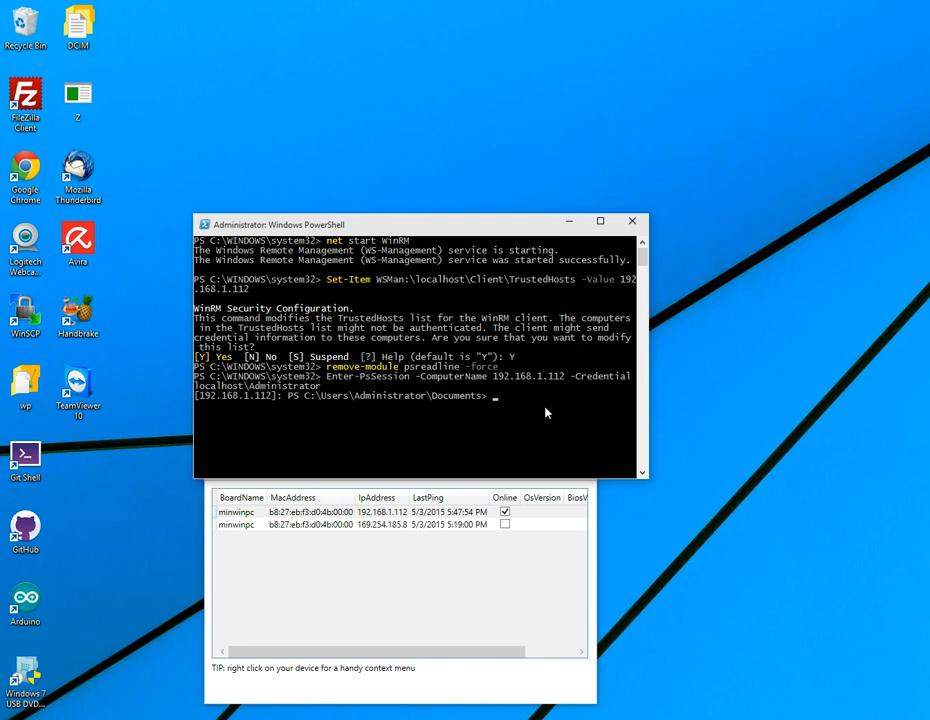 Recycle Bin
DCIM
FileZilla
Client
Z
Google
Chrome
Mozilla
Thunderbird
Logitech
Webca...
Avira
WinSCP
Handbrake
wp
TeamViewer
10
Git Shell
GitHub
Arduino
Windows 7
USB DVD...
Administrator: Windows PowerShell
PS C:\WINDOWS\system32> net start WinRM
The Windows Remote Management (WS-Management) service is starting.
The Windows Remote Management (WS-Management) service was started successfully.
PS C:\WINDOWS\system32> Set-Item WSMan:\localhost\Client\TrustedHosts -Value 192
.168.1.112
WinRM Security Configuration.
This command modifies the TrustedHosts list for the WinRM client. The computers
in the TrustedHosts list might not be authenticated. The client might send
credential information to these computers. Are you sure that you want to modify
this list?
[Y] Yes [N] No [S] Suspend [?] Help (default is "Y"): Y
PS C:\WINDOWS\system32> remove-module psreadline -force
PS C:\WINDOWS\system32> Enter-PsSession -ComputerName 192.168.1.112 -Credential
localhost\Administrator
[192.168.1.112]: PS C:\Users\Administrator\Documents> _
BoardName MacAddress IpAddress LastPing Online OsVersion BiosV
minwinpc b8:27:eb:f3:d0:4b:00:00 192.168.1.112 5/3/2015 5:47:54 PM
minwinpc b8:27:eb:f3:d0:4b:00:00 169.254.185.8 5/3/2015 5:19:00 PM
TIP: right click on your device for a handy context menu